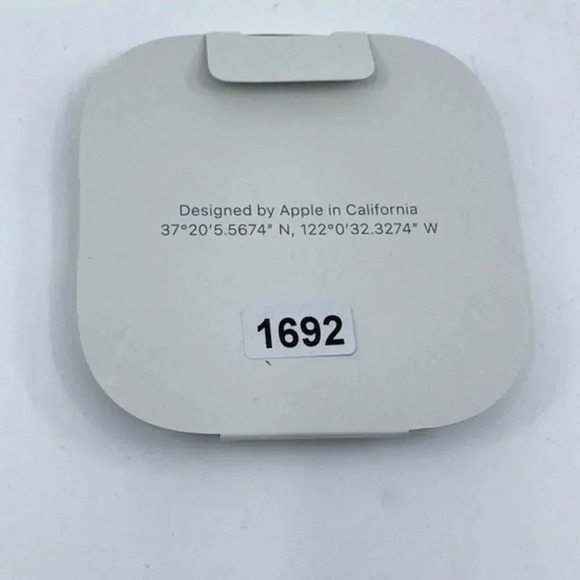 Designed by Apple in California
37°20'5.5674" N, 122°0'32.3274" W
1692